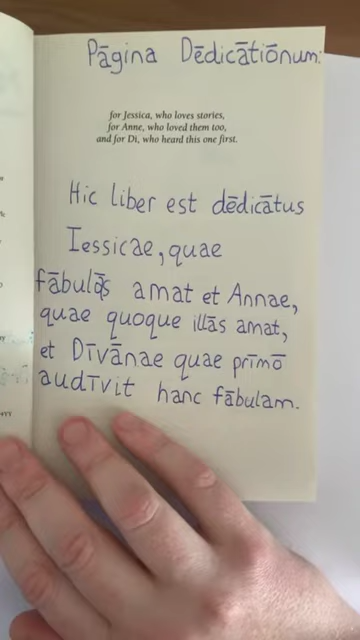 Pāgina Dēdicātiōnum:
for Jessica, who loves stories,
for Anne, who loved them too,
and for Di, who heard this one first.
Hic liber est dēdicātus
Iessicae, quae
fābulās amat et Annae,
quae quoque illās amat,
et Dīvānae quae prīmō
audīvit hanc fābulam.